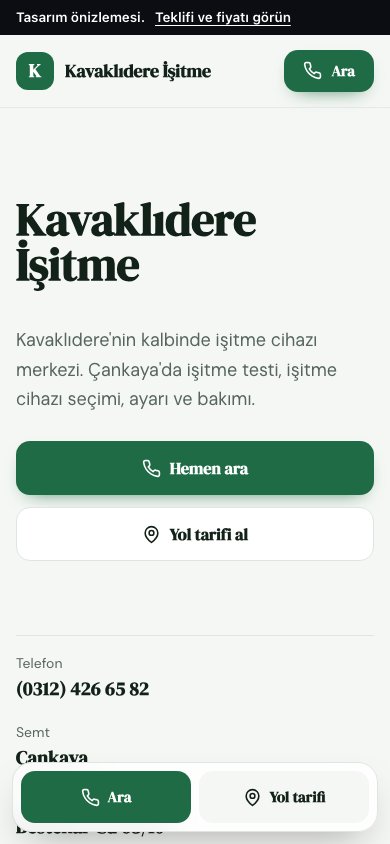 Tasarım önizlemesi. Teklifi ve fiyatı görün
K Kavaklıdere İşitme Ara
Kavaklıdere
İşitme
Kavaklıdere'nin kalbinde işitme cihazı
merkezi. Çankaya'da işitme testi, işitme
cihazı seçimi, ayarı ve bakımı.
Hemen ara
Yol tarifi al
Telefon
(0312) 426 65 82
Semt
Çankaya
Ara Yol tarifi